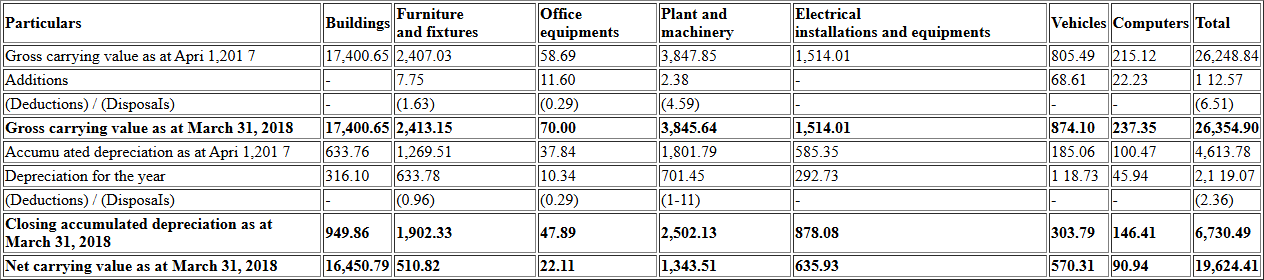 Particulars Buildings Furniture and fixtures Office equipments Plant and machinery Electrical installations and equipments Vehicles Computers Total
Gross carrying value as at Apri 1,201 7 17,400.65 2,407.03 58.69 3,847.85 1,514.01 805.49 215.12 26,248.84
Additions - 7.75 11.60 2.38 - 68.61 22.23 1 12.57
(Deductions) / (DisposaIs) - (1.63) (0.29) (4.59) - - - (6.51)
Gross carrying value as at March 31, 2018 17,400.65 2,413.15 70.00 3,845.64 1,514.01 874.10 237.35 26,354.90
Accumu ated depreciation as at Apri 1,201 7 633.76 1,269.51 37.84 1,801.79 585.35 185.06 100.47 4,613.78
Depreciation for the year 316.10 633.78 10.34 701.45 292.73 1 18.73 45.94 2,1 19.07
(Deductions) / (DisposaIs) - (0.96) (0.29) (1-11) - - - (2.36)
Closing accumulated depreciation as at March 31, 2018 949.86 1,902.33 47.89 2,502.13 878.08 303.79 146.41 6,730.49
Net carrying value as at March 31, 2018 16,450.79 510.82 22.11 1,343.51 635.93 570.31 90.94 19,624.41